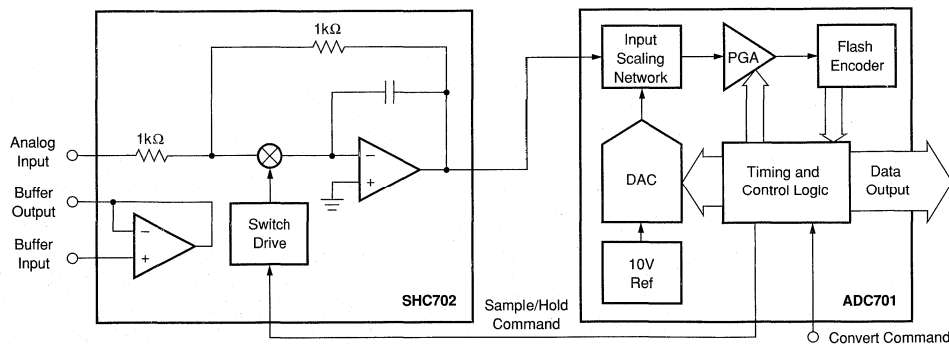 1kΩ
Input
Scaling
Network
PGA
Flash
Encoder
Analog
Input
1kΩ
−
+
Buffer
Output
Buffer
Input
−
+
Switch
Drive
DAC
Timing and
Control Logic
Data
Output
10V
Ref
SHC702
ADC701
Sample/Hold
Command
Convert Command